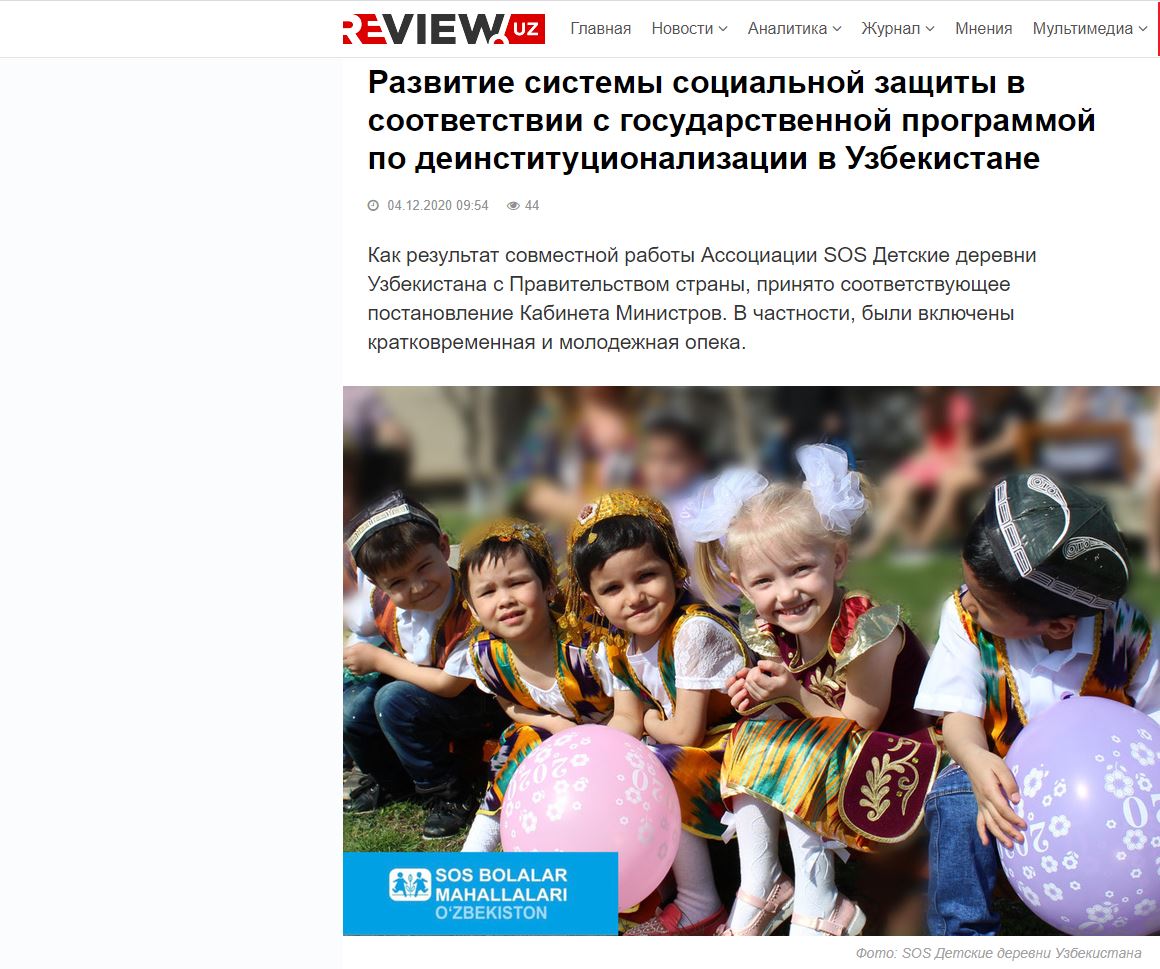 REVIEW.UZ
Главная Новости Аналитика Журнал Мнения Мультимедиа
Развитие системы социальной защиты в
соответствии с государственной программой
по деинституционализации в Узбекистане
04.12.2020 09:54 44
Как результат совместной работы Ассоциации SOS Детские деревни
Узбекистана с Правительством страны, принято соответствующее
постановление Кабинета Министров. В частности, были включены
кратковременная и молодежная опека.
SOS BOLALAR
MAHALLALARI
O‘ZBEKISTON
Фото: SOS Детские деревни Узбекистана